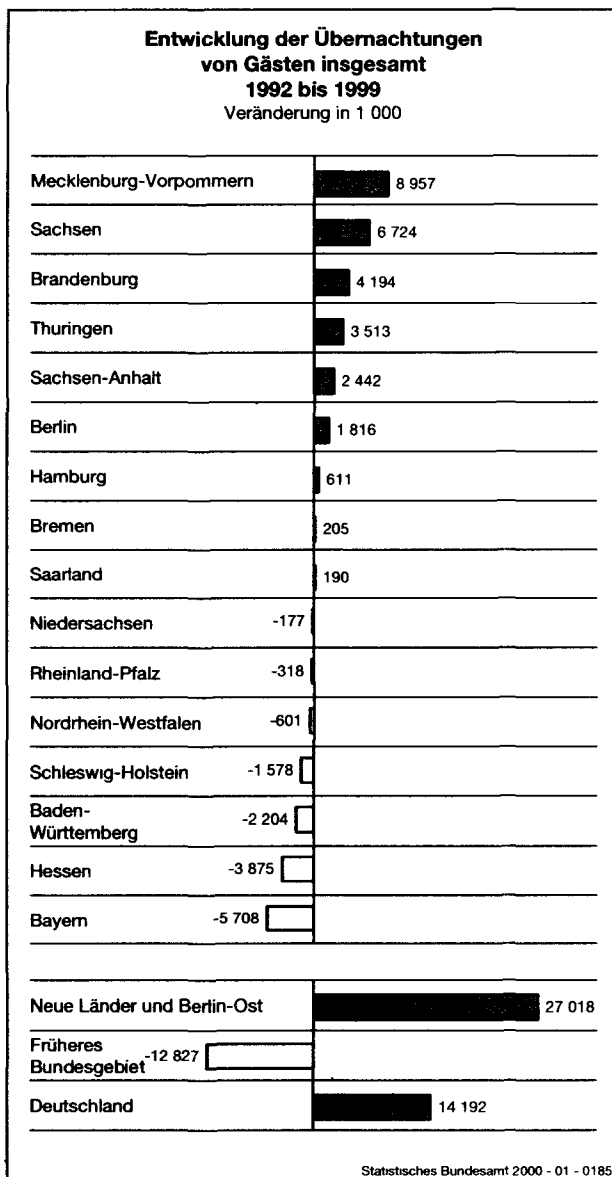 Entwicklung der Übernachtungen
von Gästen insgesamt
1992 bis 1999
Veränderung in 1 000
Mecklenburg-Vorpommern 8 957
Sachsen 6 724
Brandenburg 4 194
Thuringen 3 513
Sachsen-Anhalt 2 442
Berlin 1 816
Hamburg 611
Bremen 205
Saarland 190
Niedersachsen -177
Rheinland-Pfalz -318
Nordrhein-Westfalen -601
Schleswig-Holstein -1 578
Baden-
Württemberg -2 204
Hessen -3 875
Bayern -5 708
Neue Länder und Berlin-Ost 27 018
Früheres
Bundesgebiet -12 827
Deutschland 14 192
Statistisches Bundesamt 2000 - 01 - 0185